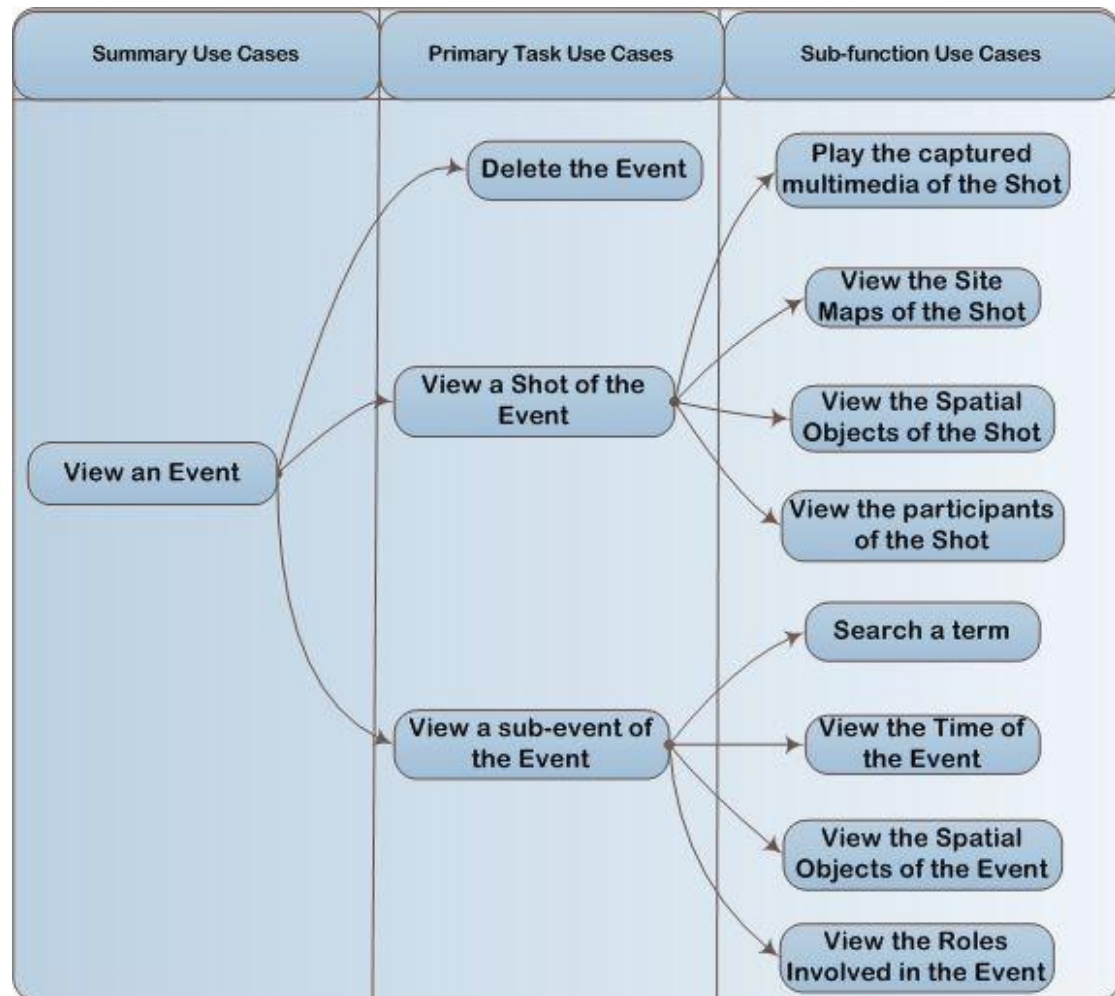 Summary Use Cases
Primary Task Use Cases
Sub-function Use Cases
Delete the Event
Play the captured
multimedia of the Shot
View the Site
Maps of the Shot
View a Shot of the
Event
View the Spatial
Objects of the Shot
View an Event
View the participants
of the Shot
Search a term
View a sub-event of
the Event
View the Time of
the Event
View the Spatial
Objects of the Event
View the Roles
Involved in the Event